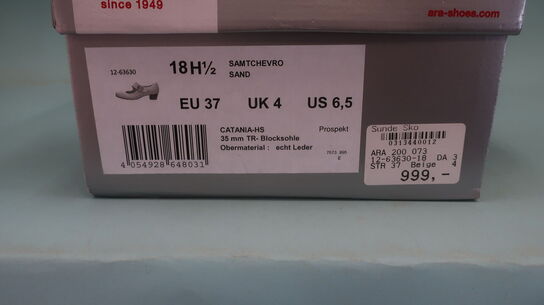 since 1949
ara-shoes.com
12-63630
18H½
SAMTCHEVRO
SAND
EU 37 UK 4 US 6,5
CATANIA-HS
35 mm TR- Blocksohle
Obermaterial : echt Leder
Prospekt
E
4 054928 648031
Sunde Sko
0313440012
ARA 200 073
12-63630-18 DA 3
STR 37 Beige 4
999,-